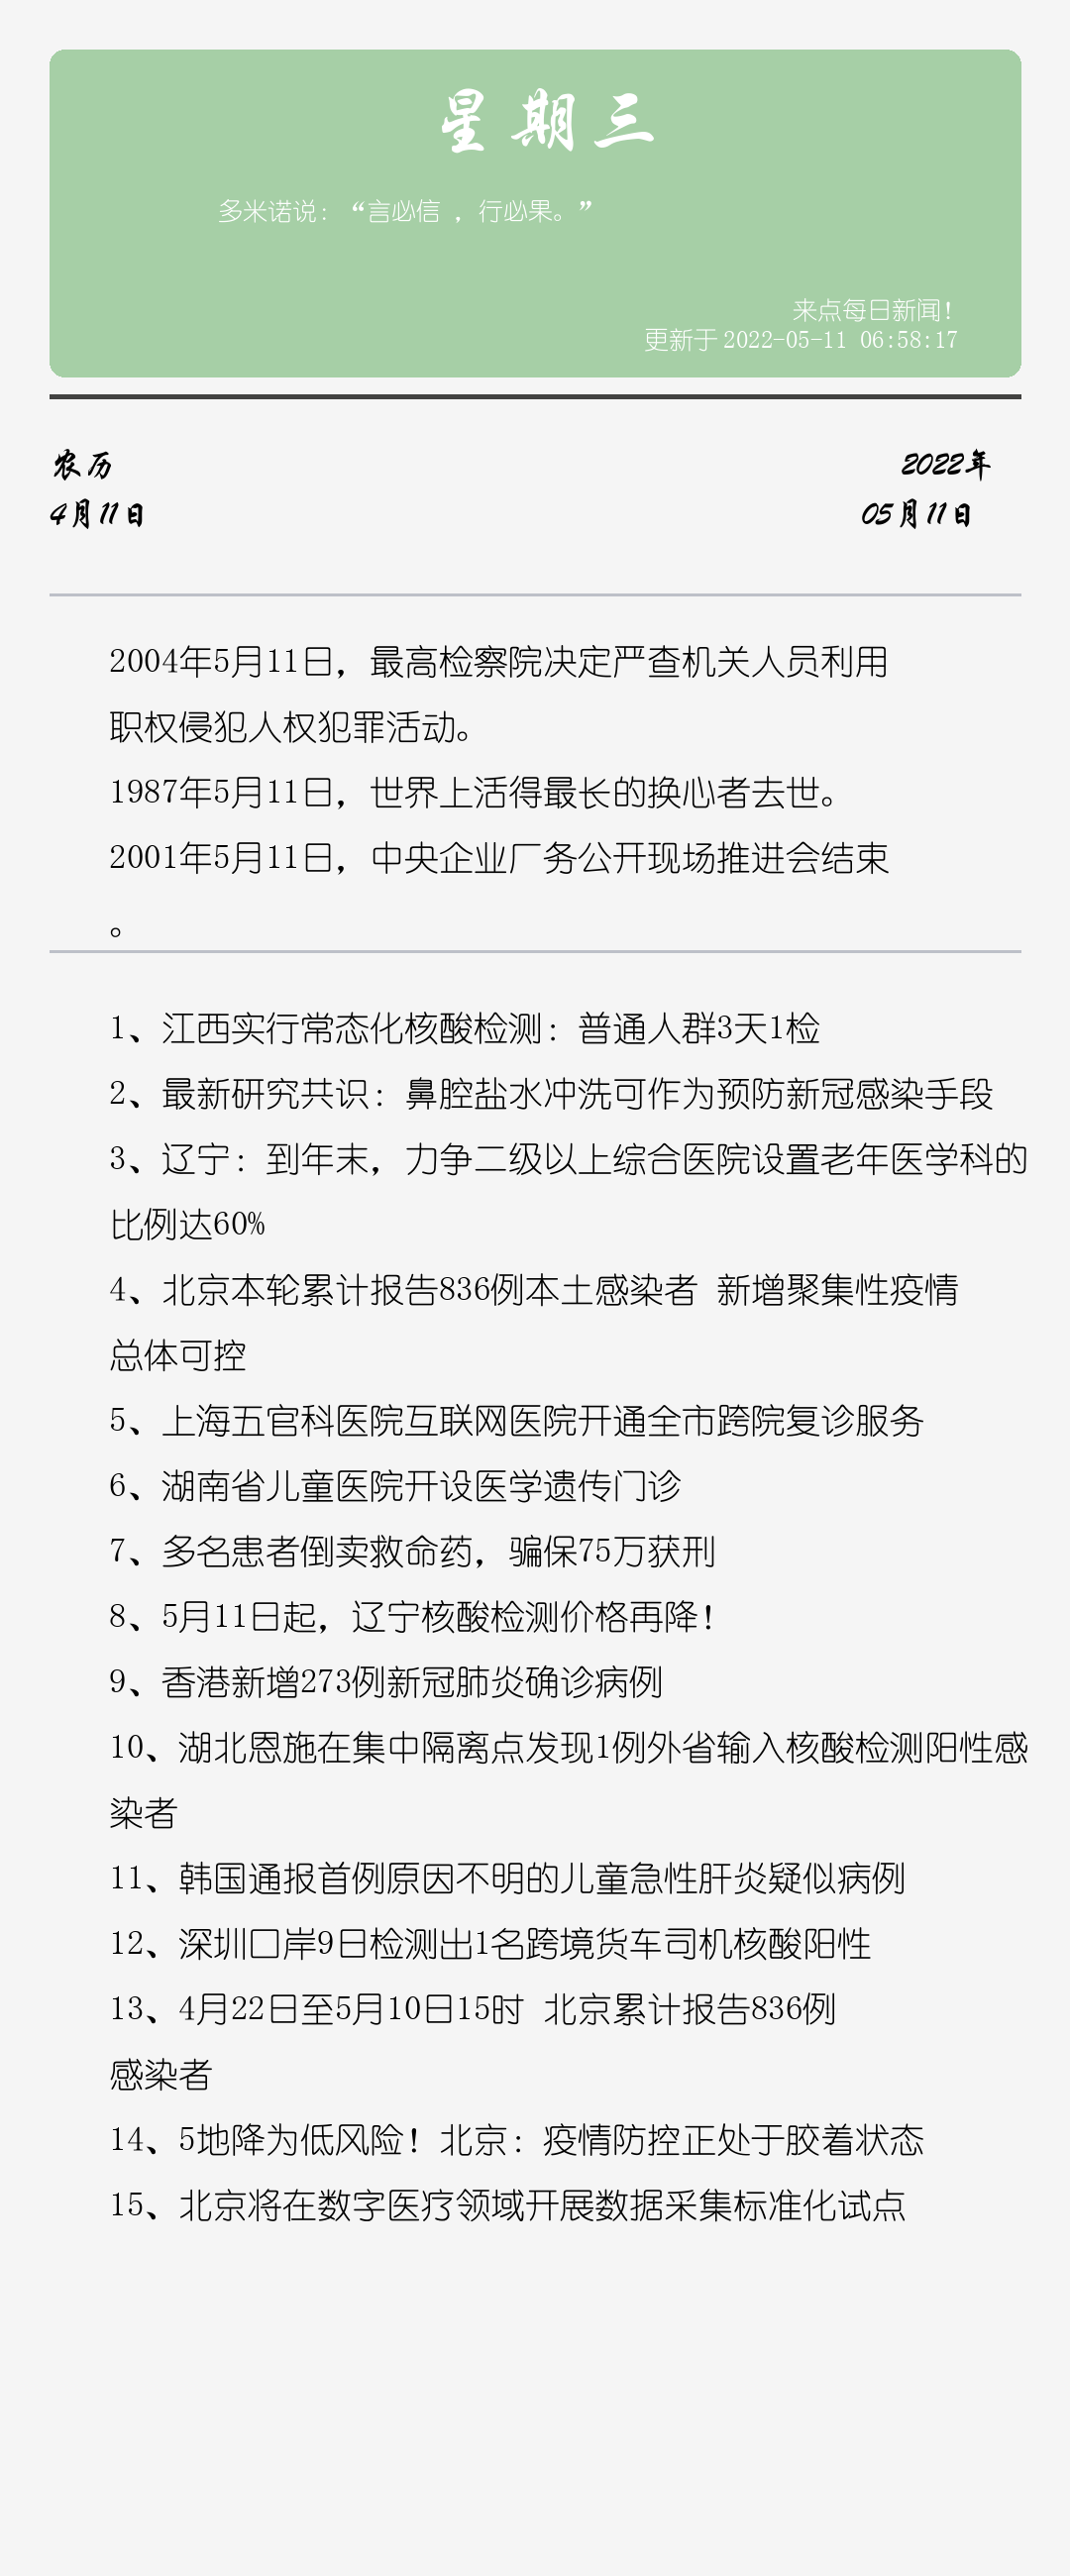 星期三
多米诺说：“言必信 ，行必果。”
来点每日新闻！
更新于 2022-05-11 06:58:17
农历
2022年
4月11日
05月11日
2004年5月11日，最高检察院决定严查机关人员利用
职权侵犯人权犯罪活动。
1987年5月11日，世界上活得最长的换心者去世。
2001年5月11日，中央企业厂务公开现场推进会结束
。
1、江西实行常态化核酸检测：普通人群3天1检
2、最新研究共识：鼻腔盐水冲洗可作为预防新冠感染手段
3、辽宁：到年末，力争二级以上综合医院设置老年医学科的
比例达60%
4、北京本轮累计报告836例本土感染者 新增聚集性疫情
总体可控
5、上海五官科医院互联网医院开通全市跨院复诊服务
6、湖南省儿童医院开设医学遗传门诊
7、多名患者倒卖救命药，骗保75万获刑
8、5月11日起，辽宁核酸检测价格再降！
9、香港新增273例新冠肺炎确诊病例
10、湖北恩施在集中隔离点发现1例外省输入核酸检测阳性感
染者
11、韩国通报首例原因不明的儿童急性肝炎疑似病例
12、深圳口岸9日检测出1名跨境货车司机核酸阳性
13、4月22日至5月10日15时 北京累计报告836例
感染者
14、5地降为低风险！北京：疫情防控正处于胶着状态
15、北京将在数字医疗领域开展数据采集标准化试点